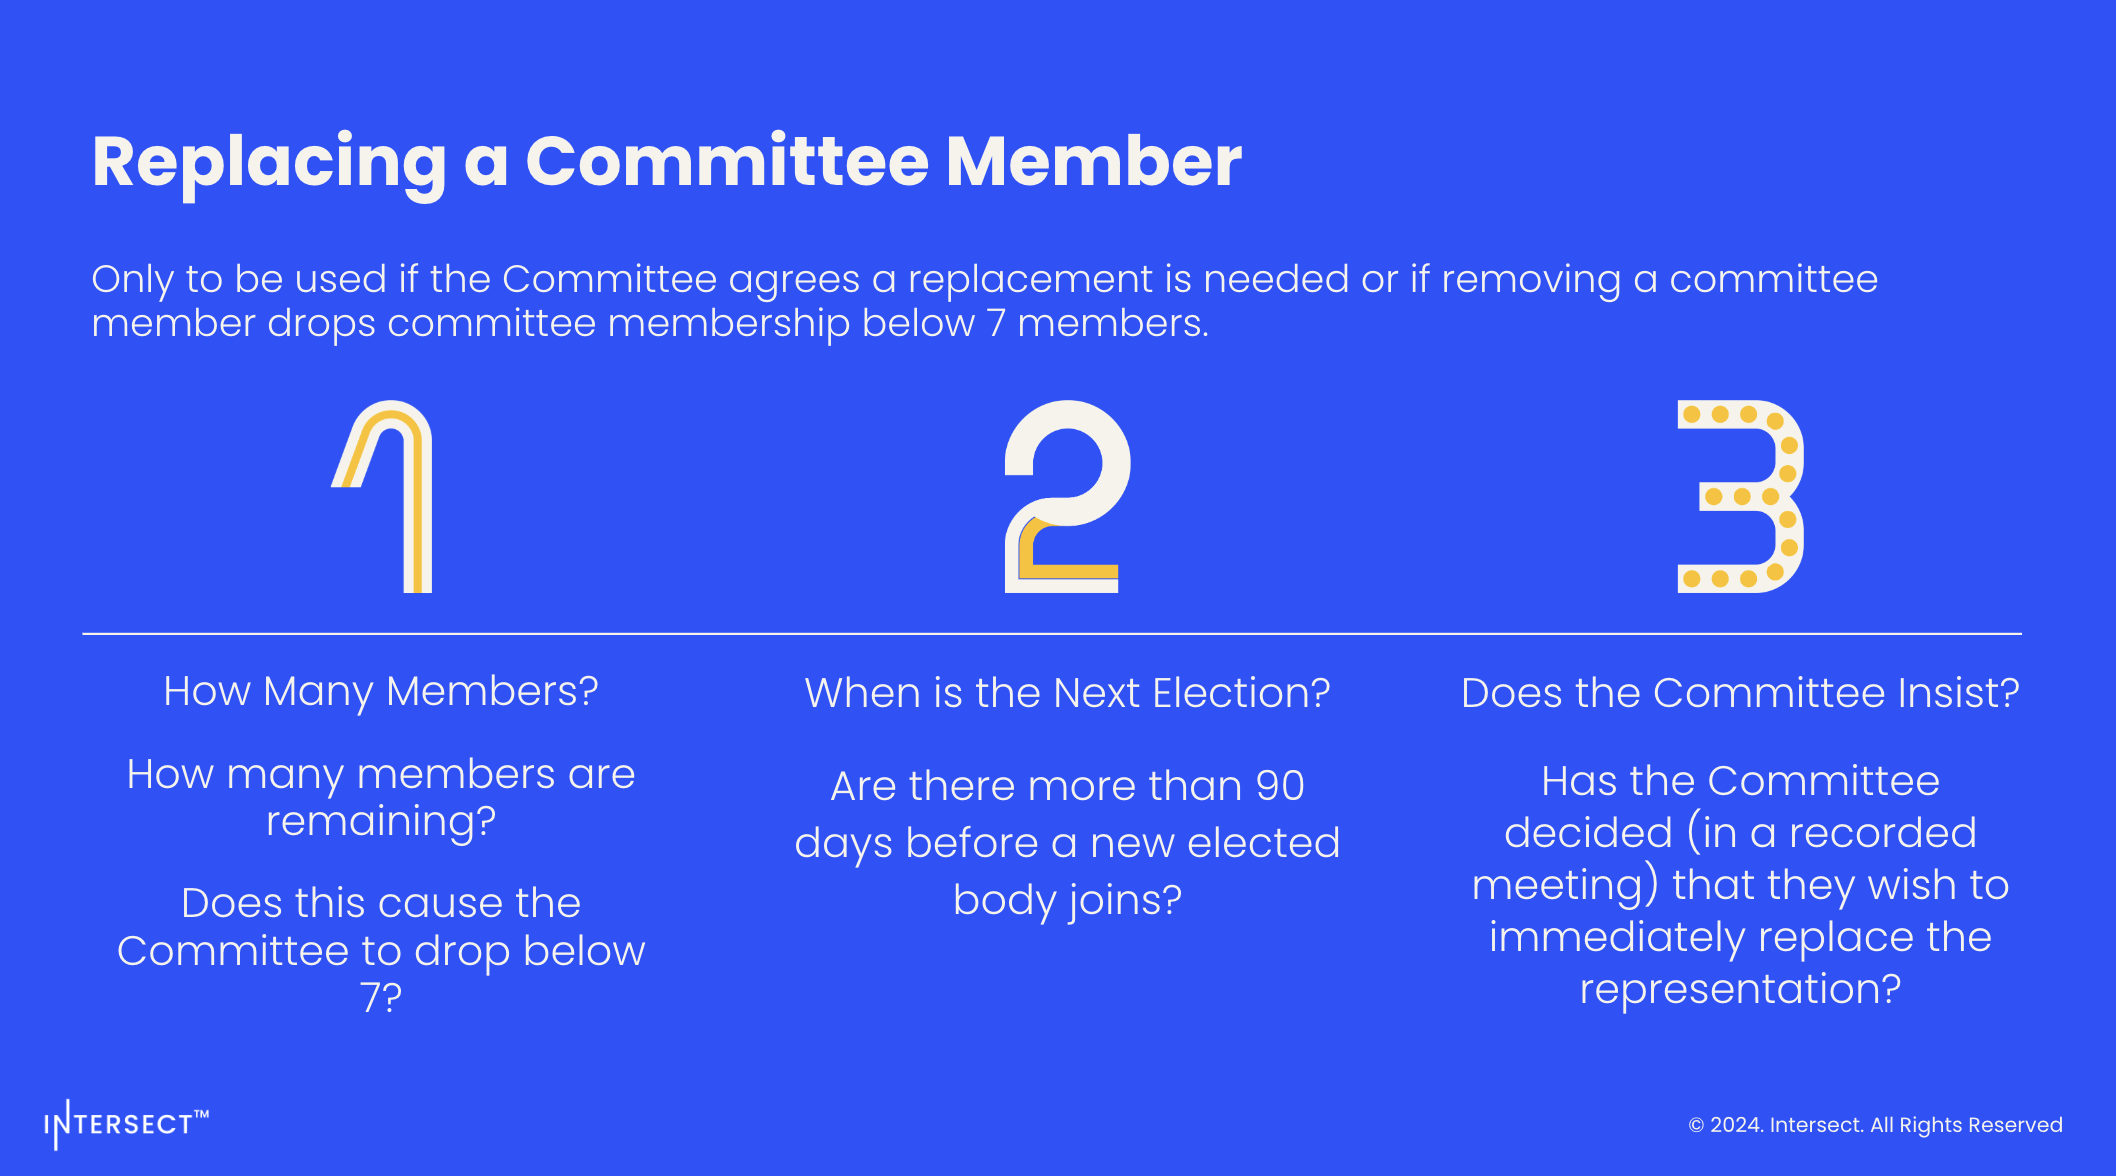 Replacing a Committee Member
Only to be used if the Committee agrees a replacement is needed or if removing a committee
member drops committee membership below 7 members.
1
How Many Members?
How many members are
remaining?
Does this cause the
Committee to drop below
7?
2
When is the Next Election?
Are there more than 90
days before a new elected
body joins?
3
Does the Committee Insist?
Has the Committee
decided (in a recorded
meeting) that they wish to
immediately replace the
representation?
INTERSECT™
© 2024. Intersect. All Rights Reserved